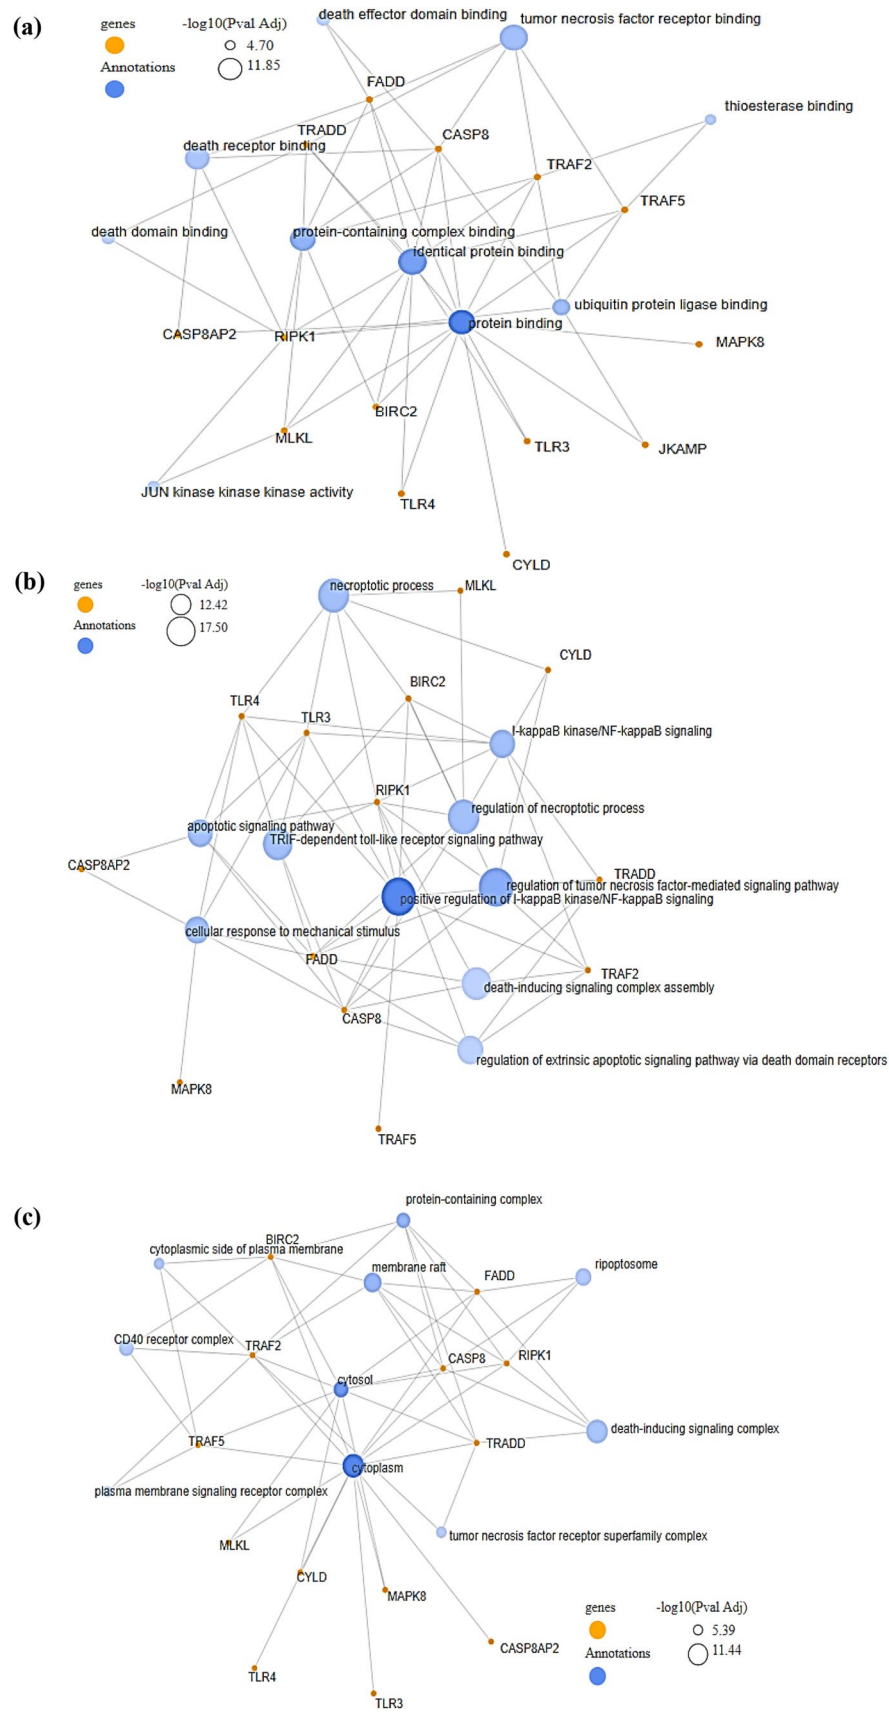 (a)
genes
-log10(Pval Adj)
4.70
11.85
Annotations
death effector domain binding
tumor necrosis factor receptor binding
FADD
thioesterase binding
TRADD
CASP8
death receptor binding
TRAF2
TRAF5
death domain binding
protein-containing complex binding
identical protein binding
ubiquitin protein ligase binding
protein binding
CASP8AP2
RIPK1
MAPK8
BIRC2
MLKL
TLR3
JKAMP
JUN kinase kinase kinase activity
TLR4
CYLD
(b)
genes
-log10(Pval Adj)
12.42
17.50
Annotations
necroptotic process
MLKL
CYLD
BIRC2
TLR4
TLR3
I-kappaB kinase/NF-kappaB signaling
RIPK1
regulation of necroptotic process
apoptotic signaling pathway
TRIF-dependent toll-like receptor signaling pathway
CASP8AP2
TRADD
regulation of tumor necrosis factor-mediated signaling pathway
positive regulation of I-kappaB kinase/NF-kappaB signaling
cellular response to mechanical stimulus
FADD
TRAF2
death-inducing signaling complex assembly
CASP8
regulation of extrinsic apoptotic signaling pathway via death domain receptors
MAPK8
TRAF5
(c)
protein-containing complex
BIRC2
cytoplasmic side of plasma membrane
membrane raft
FADD
ripoptosome
CD40 receptor complex
TRAF2
CASP8
RIPK1
cytosol
death-inducing signaling complex
TRAF5
TRADD
cytoplasm
plasma membrane signaling receptor complex
tumor necrosis factor receptor superfamily complex
MLKL
CYLD
MAPK8
genes
-log10(Pval Adj)
5.39
11.44
Annotations
CASP8AP2
TLR4
TLR3